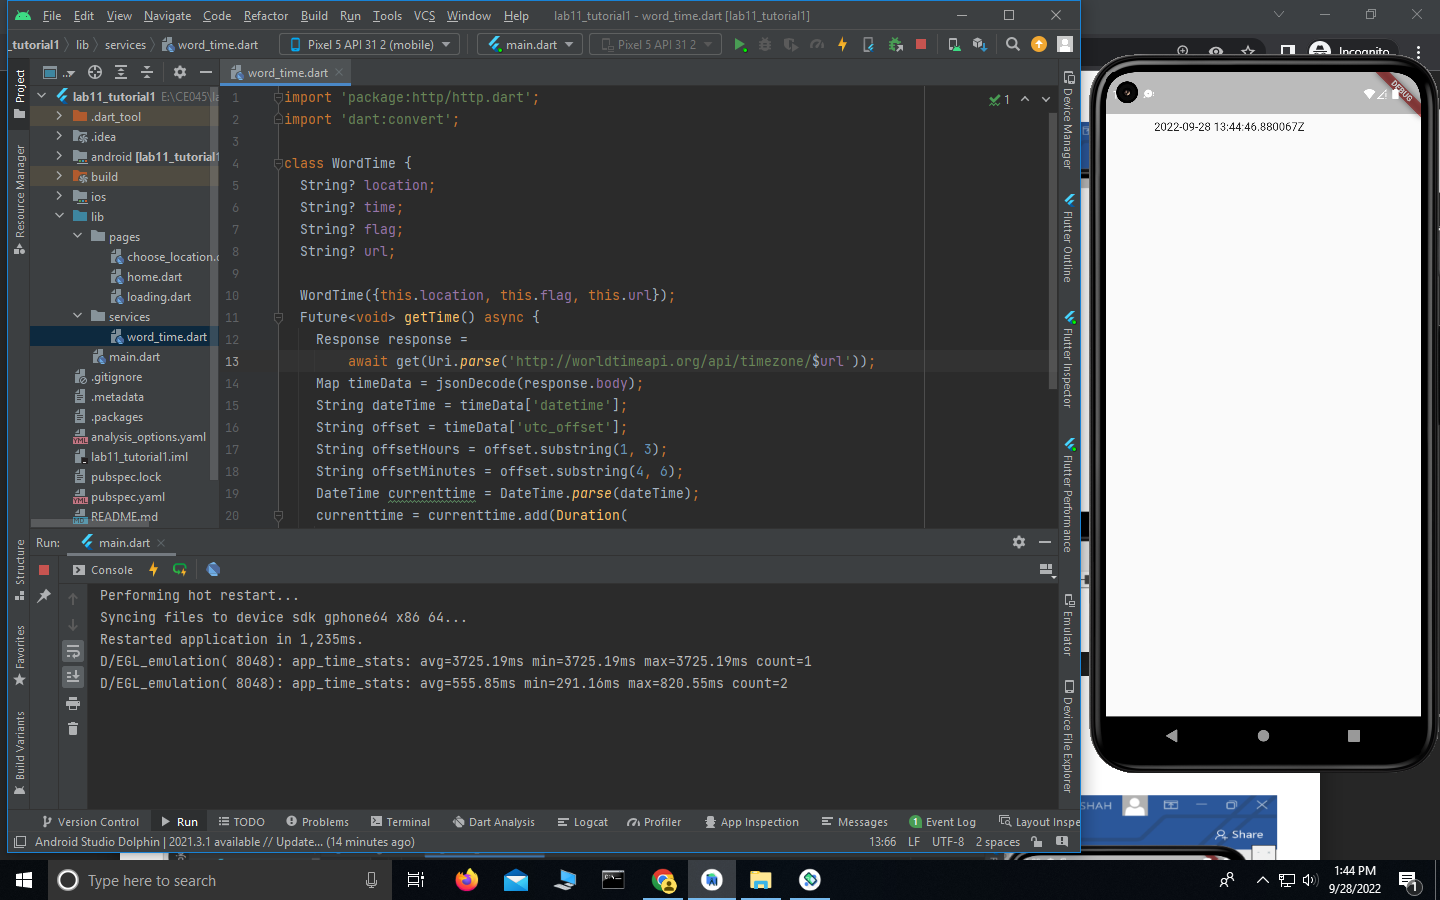 File Edit View Navigate Code Refactor Build Run Tools VCS Window Help lab11_tutorial1 - word_time.dart [lab11_tutorial1]
_tutorial1 lib services word_time.dart Pixel 5 API 31 2 (mobile) main.dart Pixel 5 API 31 2
Incognito
Project
Resource Manager
Structure
Favorites
Build Variants
lab11_tutorial1 E:\CE045\la
.dart_tool
.idea
android [lab11_tutorial1
build
ios
lib
pages
choose_location.c
home.dart
loading.dart
services
word_time.dart
main.dart
.gitignore
.metadata
.packages
analysis_options.yaml
lab11_tutorial1.iml
pubspec.lock
pubspec.yaml
README.md
word_time.dart
1
1 import 'package:http/http.dart';
2 import 'dart:convert';
3
4 class WordTime {
5 String? location;
6 String? time;
7 String? flag;
8 String? url;
9
10 WordTime({this.location, this.flag, this.url});
11 Future<void> getTime() async {
12 Response response =
13 await get(Uri.parse('http://worldtimeapi.org/api/timezone/$url'));
14 Map timeData = jsonDecode(response.body);
15 String dateTime = timeData['datetime'];
16 String offset = timeData['utc_offset'];
17 String offsetHours = offset.substring(1, 3);
18 String offsetMinutes = offset.substring(4, 6);
19 DateTime currenttime = DateTime.parse(dateTime);
20 currenttime = currenttime.add(Duration(
Device Manager
Flutter Outline
Flutter Inspector
Flutter Performance
Emulator
Device File Explorer
Run: main.dart
Console
Performing hot restart...
Syncing files to device sdk gphone64 x86 64...
Restarted application in 1,235ms.
D/EGL_emulation( 8048): app_time_stats: avg=3725.19ms min=3725.19ms max=3725.19ms count=1
D/EGL_emulation( 8048): app_time_stats: avg=555.85ms min=291.16ms max=820.55ms count=2
Version Control Run TODO Problems Terminal Dart Analysis Logcat Profiler App Inspection Messages 1 Event Log Layout Inspe
Android Studio Dolphin | 2021.3.1 available // Update... (14 minutes ago) 13:66 LF UTF-8 2 spaces
DEBUG
2022-09-28 13:44:46.880067Z
SHAH
Share
Type here to search
1:44 PM
9/28/2022
1